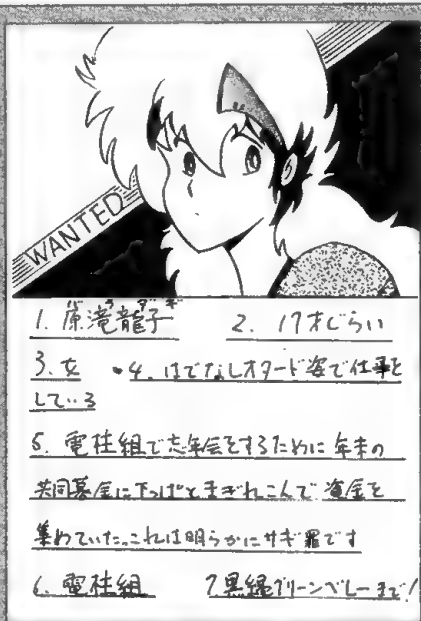 WANTED
1. 原滝龍子 2. 17才じらい
3. 女 ・4. はでなレオタード姿で仕事を
している
5. 電柱組で忘年会をするために年末の
共同募金に下っぱとまぎれこんで資金を
集めていた。これは明らかにサギ罪です
6. 電柱組 7. 黒緑グリーンベレーまで!